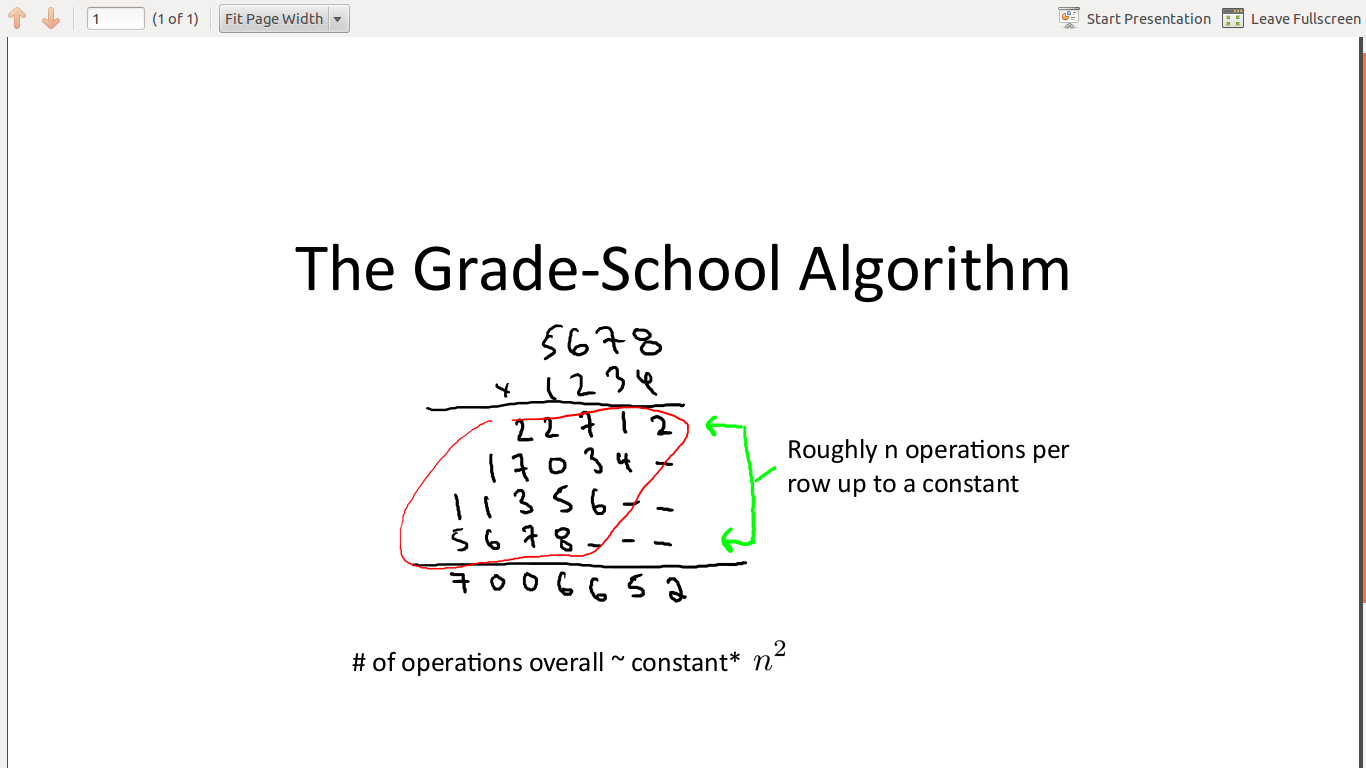 1 (1 of 1) Fit Page Width Start Presentation Leave Fullscreen
The Grade-School Algorithm
5678
x 1234
22712
17034-
11356--
5678---
7006652
Roughly n operations per
row up to a constant
# of operations overall ~ constant* n²